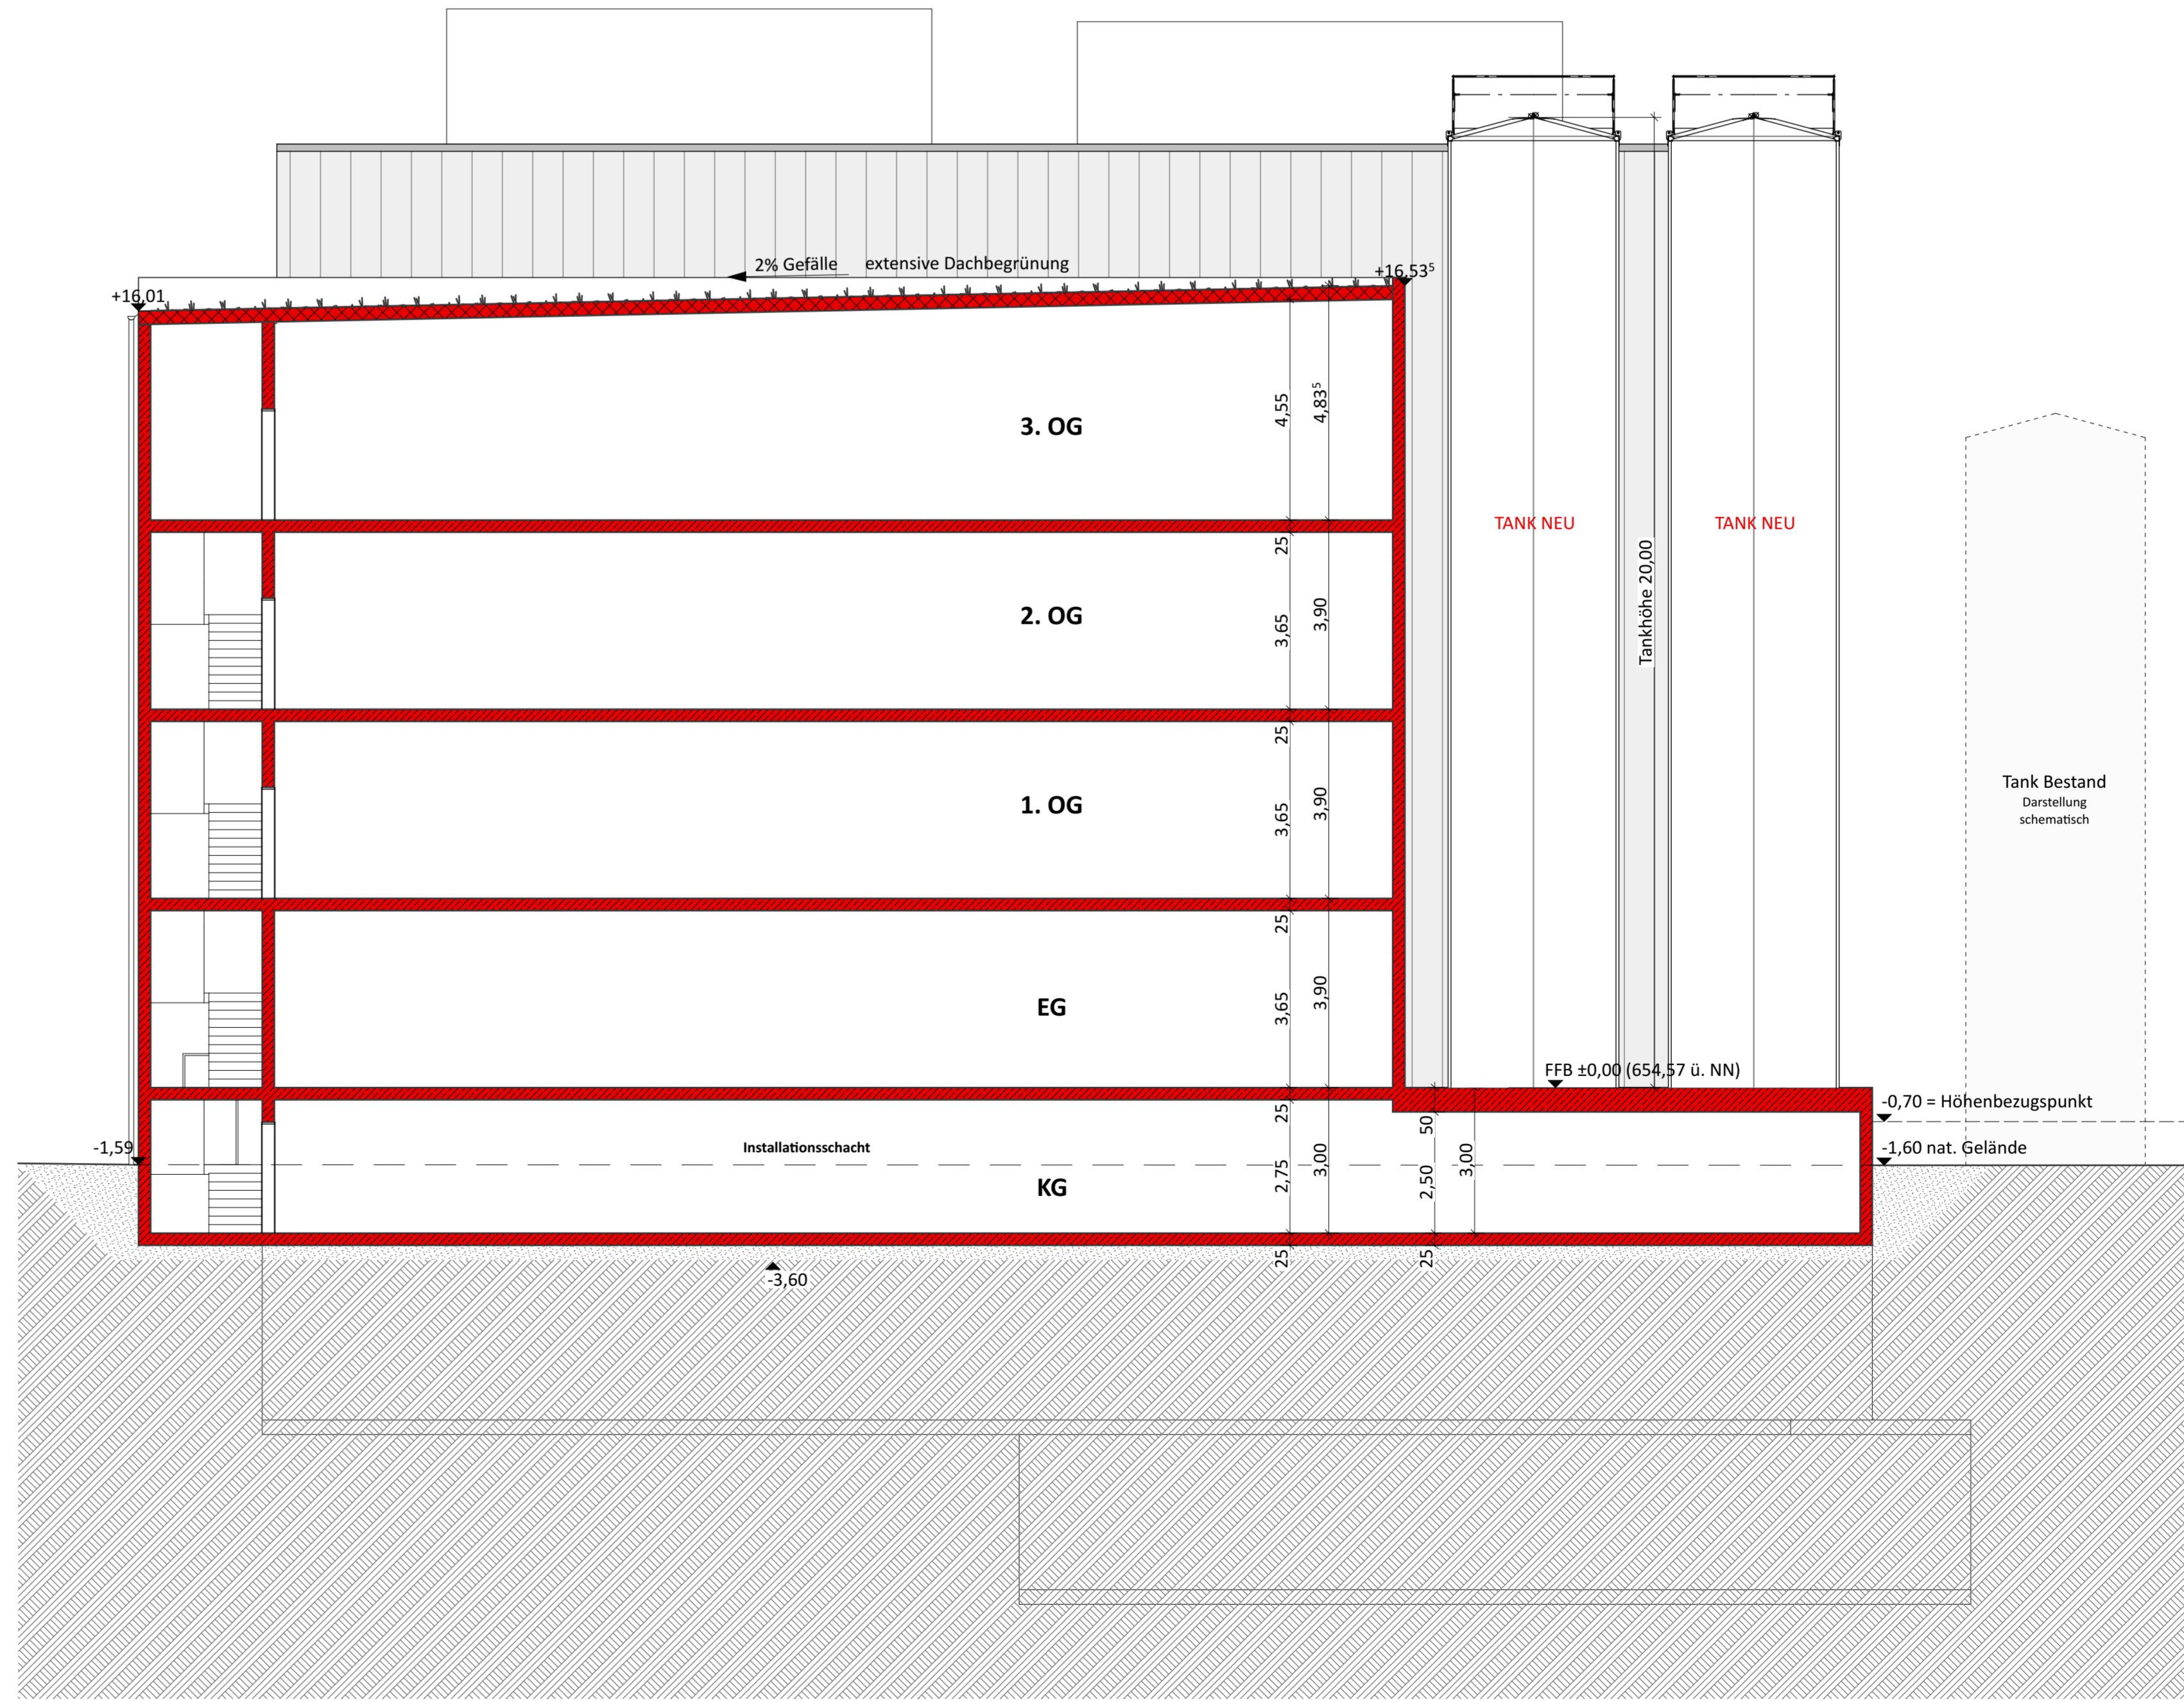 2% Gefälle extensive Dachbegrünung
+16,53⁵
+16,01
4,55
4,83⁵
3. OG
TANK NEU
TANK NEU
25
Tankhöhe 20,00
3,65
3,90
2. OG
25
Tank Bestand
Darstellung
schematisch
3,65
3,90
1. OG
25
3,65
3,90
EG
FFB ±0,00 (654,57 ü. NN)
-0,70 = Höhenbezugspunkt
25
50
-1,59
Installationsschacht
-1,60 nat. Gelände
2,75
3,00
2,50
3,00
KG
25
25
-3,60